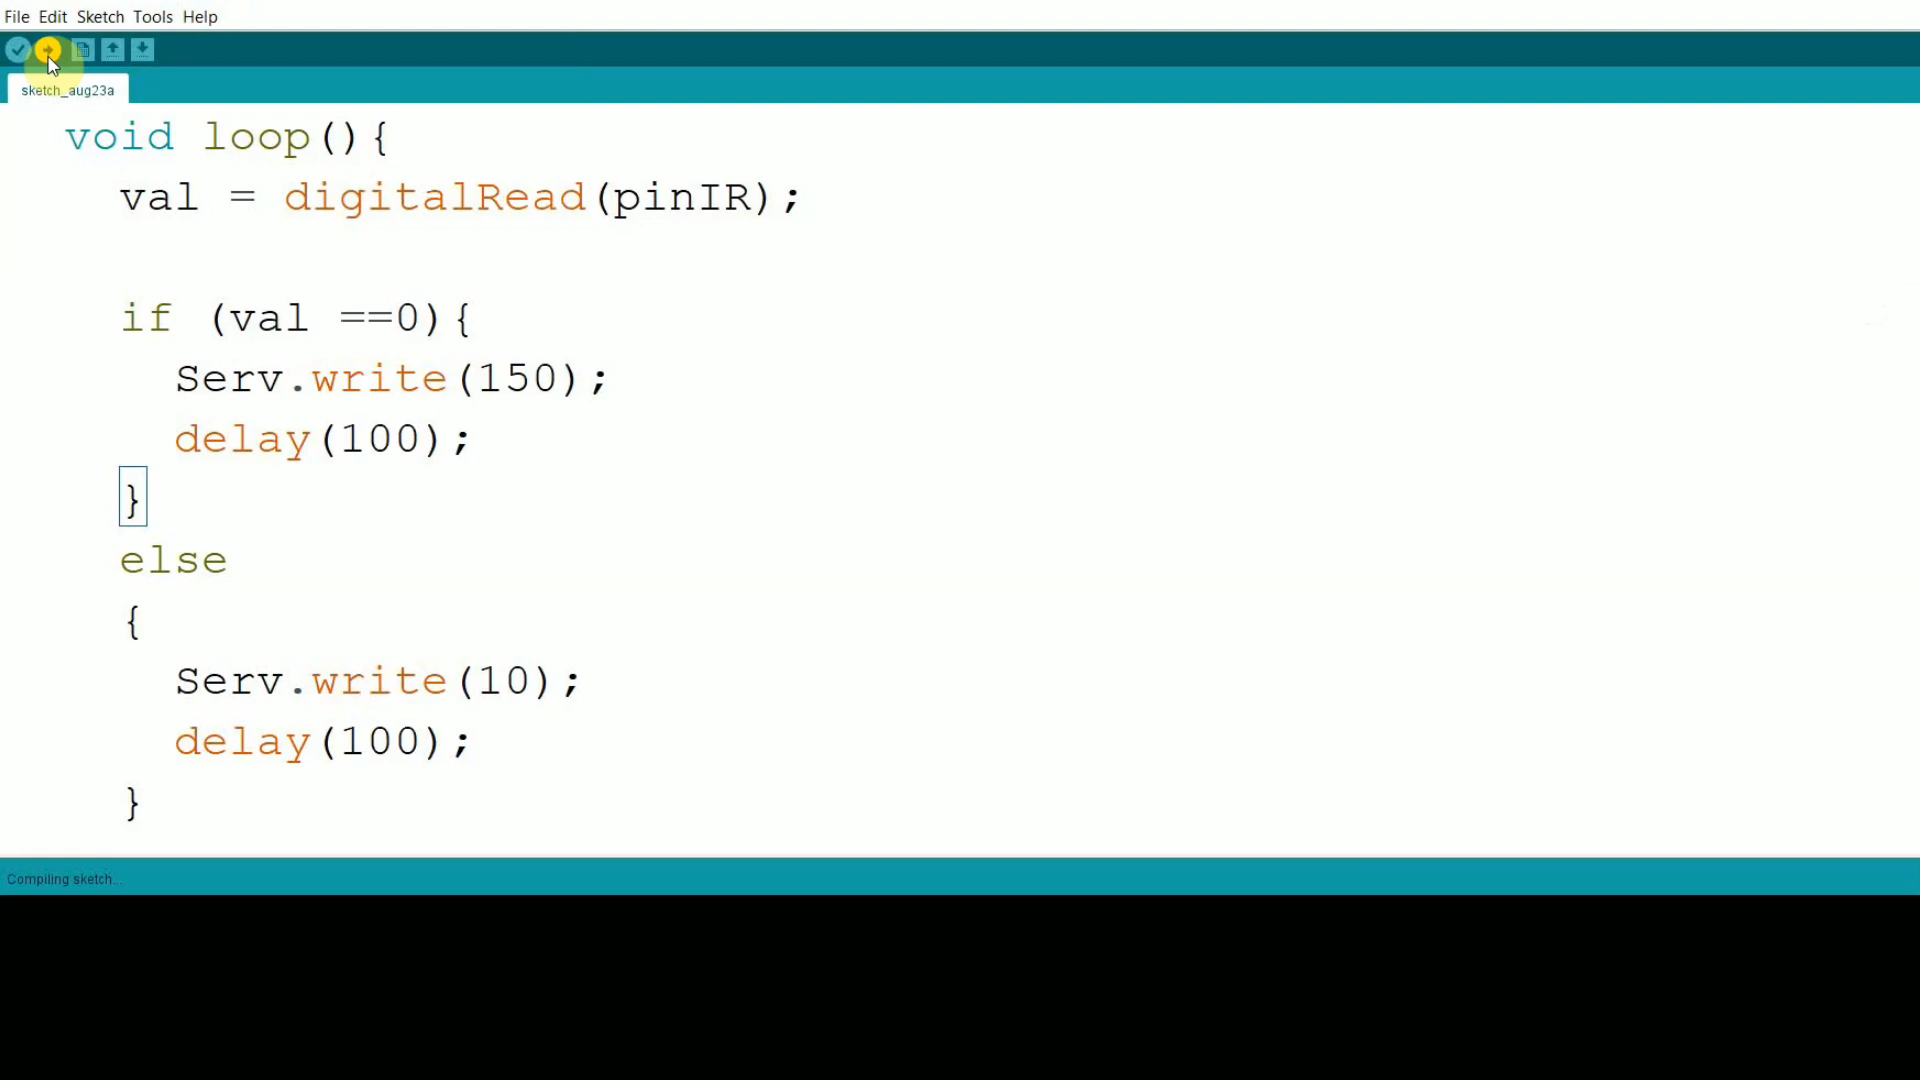 File Edit Sketch Tools Help
sketch_aug23a
void loop(){
val = digitalRead(pinIR);
if (val ==0){
Serv.write(150);
delay(100);
}
else
{
Serv.write(10);
delay(100);
}
Compiling sketch...